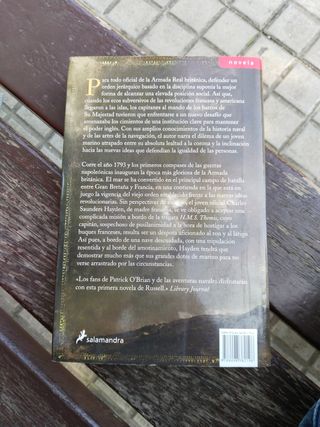 novela
Para todo oficial de la Armada Real británica, defender un
orden jerárquico basado en la disciplina suponía la mejor
forma de alcanzar una elevada posición social. Así que,
cuando los ecos subversivos de las revoluciones francesa y americana
llegaron a las islas, los capitanes al mando de los barcos de
Su Majestad tuvieron que enfrentarse a un nuevo desafío que
amenazaba los cimientos de una institución clave para mantener
el poder inglés. Con sus amplios conocimientos de la historia naval
y de las artes de la navegación, el autor narra el dilema de un joven
marino atrapado entre su absoluta lealtad a la corona y la inclinación
hacia las nuevas ideas que defendían la igualdad de las personas.
Corre el año 1793 y los primeros compases de las guerras
napoleónicas inauguran la época más gloriosa de la Armada
británica. El mar se ha convertido en el principal campo de batalla
entre Gran Bretaña y Francia, en una contienda en la que está en
juego la vigencia del viejo orden establecido frente a las nuevas ideas
revolucionarias. Sin perspectivas de ascenso, el joven oficial Charles
Saunders Hayden, de madre francesa, se ve obligado a aceptar una
complicada misión a bordo de la fragata H.M.S. Themis, cuyo
capitán, sospechoso de pusilanimidad a la hora de hostigar a los
buques franceses, resulta ser un déspota aficionado al ron y al látigo.
Así pues, a bordo de una nave descuidada, con una tripulación
resentida y al borde del amotinamiento, Hayden tendrá que
demostrar mucho más que sus grandes dotes de marino para no
verse arrastrado por las circunstancias.
«Los fans de Patrick O'Brian y de las aventuras navales disfrutarán
con esta primera novela de Russell.» Library Journal
salamandra